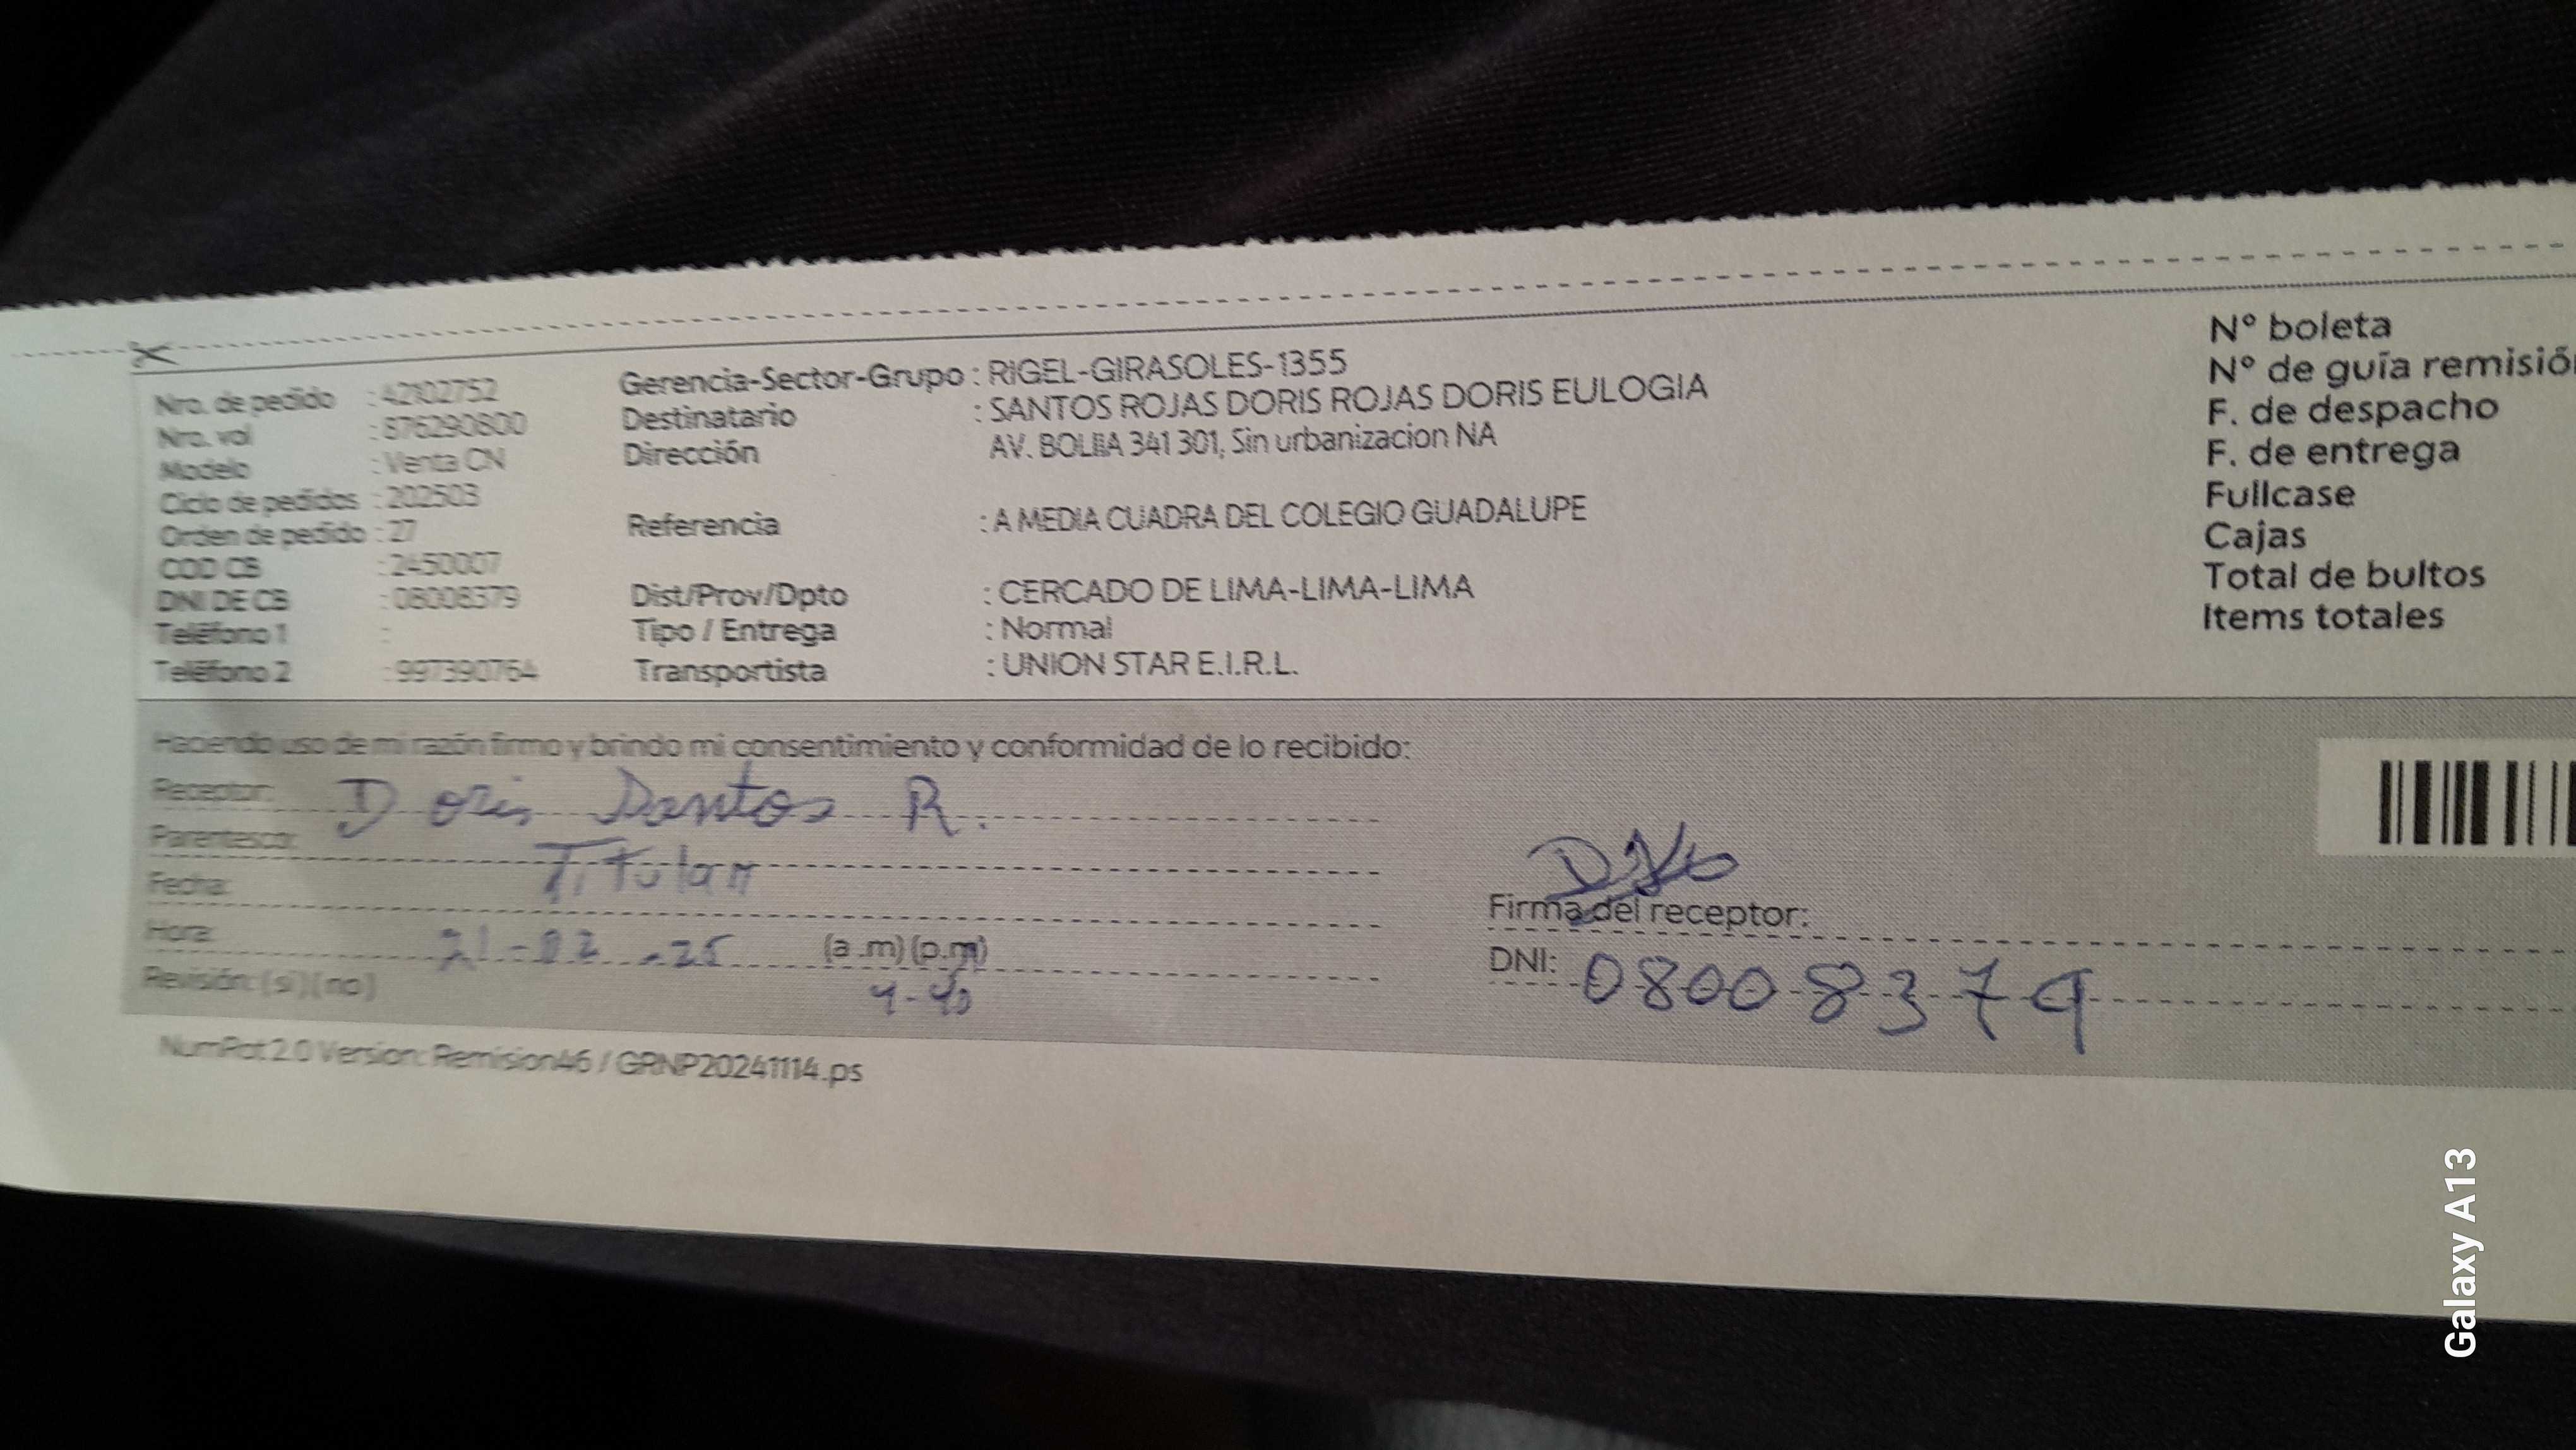 Nro. de pedido : 42102752
Nro. vol : 876290800
Modelo : Venta CN
Ciclo de pedidos : 202503
Orden de pedido : 27
COD CB : 2450007
DNI DE CB : 08008379
Teléfono 1 :
Teléfono 2 : 997390764
Gerencia-Sector-Grupo : RIGEL-GIRASOLES-1355
Destinatario : SANTOS ROJAS DORIS ROJAS DORIS EULOGIA
Dirección AV. BOLIIA 341 301, Sin urbanizacion NA
Referencia : A MEDIA CUADRA DEL COLEGIO GUADALUPE
Dist/Prov/Dpto : CERCADO DE LIMA-LIMA-LIMA
Tipo / Entrega : Normal
Transportista : UNION STAR E.I.R.L.
N° boleta
N° de guía remisió
F. de despacho
F. de entrega
Fullcase
Cajas
Total de bultos
Items totales
Haciendo uso de mi razón firmo y brindo mi consentimiento y conformidad de lo recibido:
Receptor: Doris Santos R.
Parentesco: Titular
Fecha:
Hora: 21-02-25 (a.m) (p.m)
Revisión: (si) (no) 4-40
Firma del receptor:
DNI: 08008379
NumPat 2.0 Version: Remision46 / GRNP20241114.ps
Galaxy A13